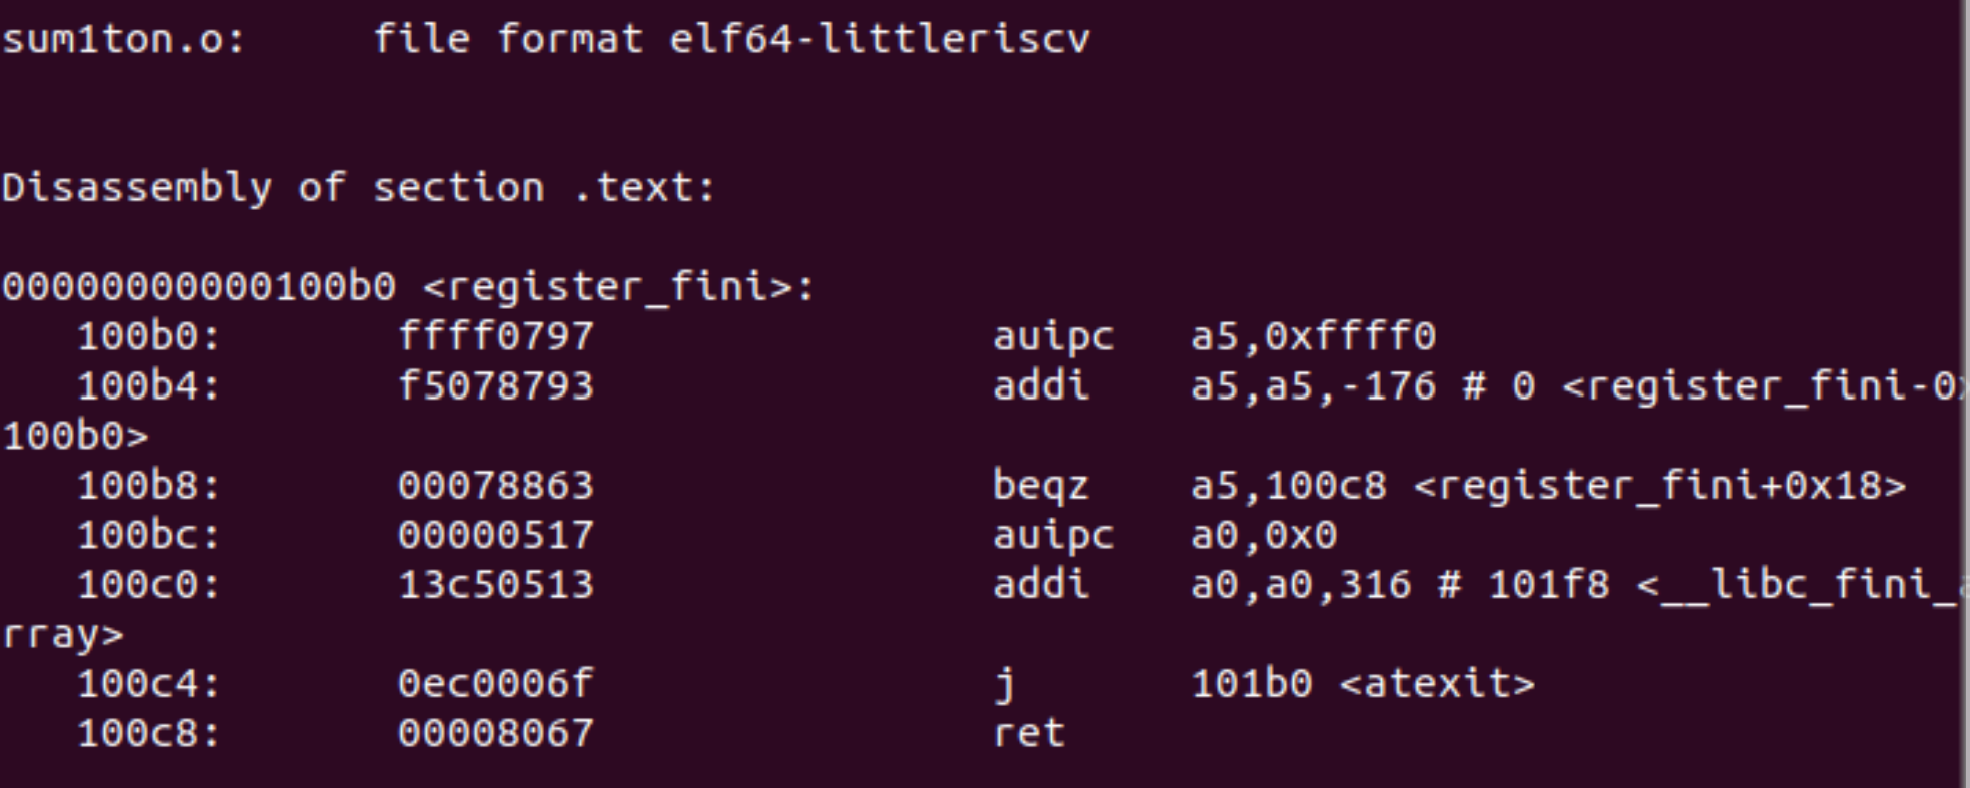 sum1ton.o:     file format elf64-littleriscv
Disassembly of section .text:
00000000000100b0 <register_fini>:
   100b0:       ffff0797                auipc   a5,0xffff0
   100b4:       f5078793                addi    a5,a5,-176 # 0 <register_fini-0x
100b0>
   100b8:       00078863                beqz    a5,100c8 <register_fini+0x18>
   100bc:       00000517                auipc   a0,0x0
   100c0:       13c50513                addi    a0,a0,316 # 101f8 <__libc_fini_a
rray>
   100c4:       0ec0006f                j       101b0 <atexit>
   100c8:       00008067                ret